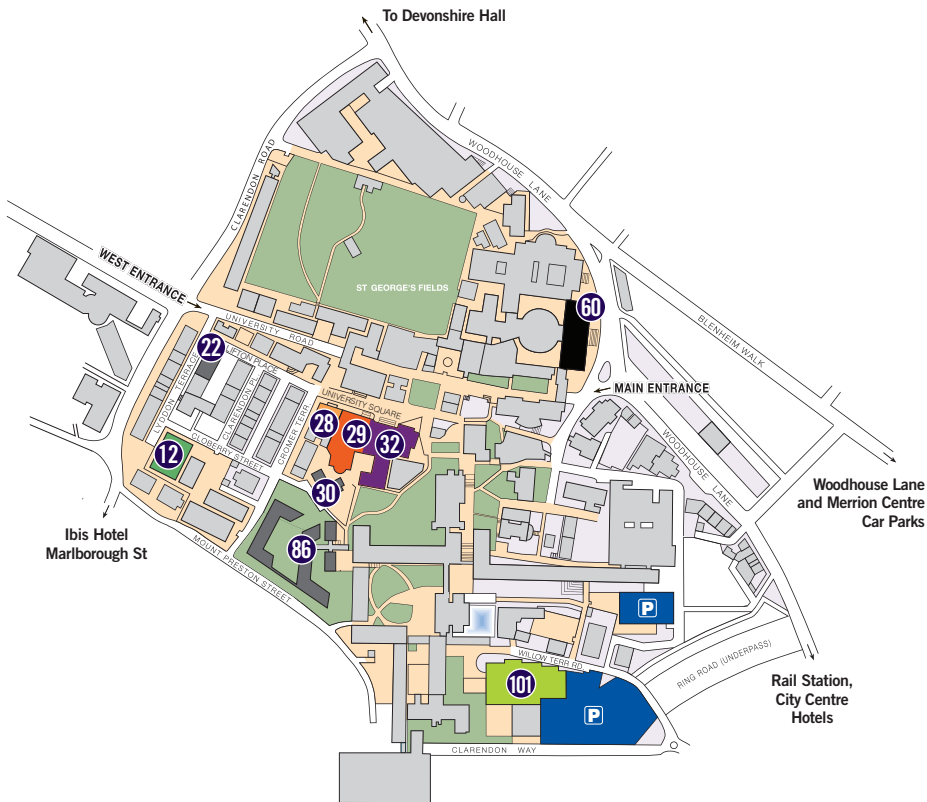 To Devonshire Hall
WOODHOUSE LANE
CLARENDON ROAD
WEST ENTRANCE
ST GEORGE'S FIELDS
60
BLENHEIM WALK
UNIVERSITY ROAD
22
LIFTON PLACE
LYDDON TERRACE
CLARENDON PL
MAIN ENTRANCE
UNIVERSITY SQUARE
CROMER TERR
28
29
32
WOODHOUSE LANE
12
CLOBERRY STREET
30
Woodhouse Lane
and Merrion Centre
Car Parks
Ibis Hotel
Marlborough St
86
MOUNT PRESTON STREET
P
WILLOW TERR RD
RING ROAD (UNDERPASS)
101
P
Rail Station,
City Centre
Hotels
CLARENDON WAY